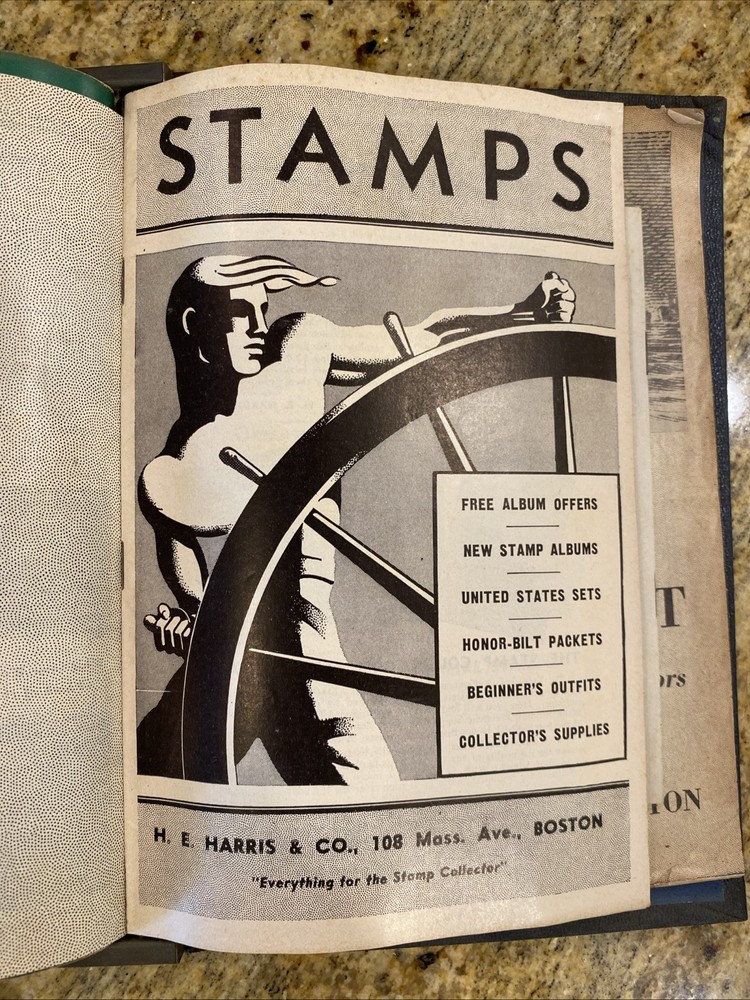 STAMPS
FREE ALBUM OFFERS
NEW STAMP ALBUMS
UNITED STATES SETS
HONOR-BILT PACKETS
BEGINNER'S OUTFITS
COLLECTOR'S SUPPLIES
H. E. HARRIS & CO., 108 Mass. Ave., BOSTON
"Everything for the Stamp Collector"